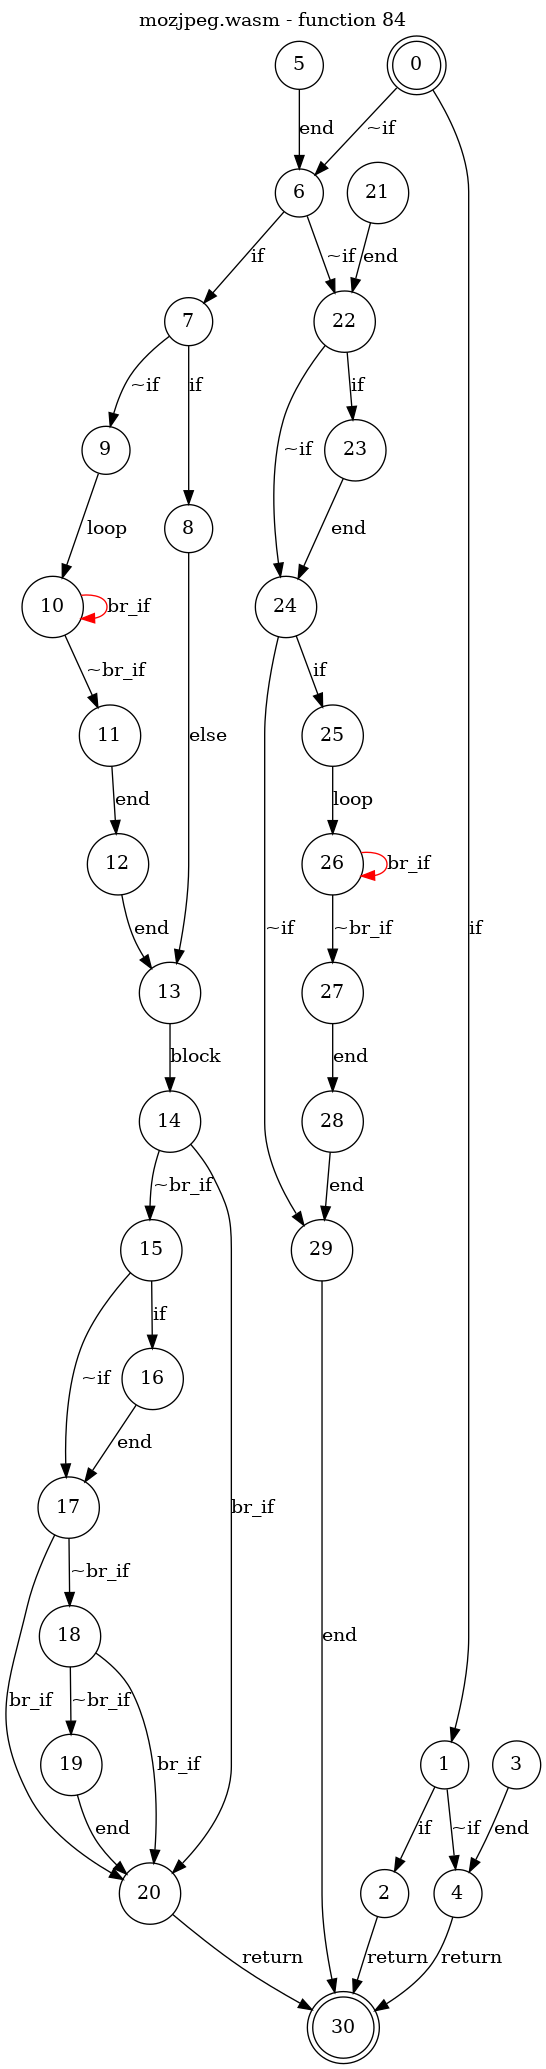 mozjpeg.wasm - function 84
5
0
end
~if
6
21
if
~if
end
7
22
~if
if
if
9
~if
23
8
loop
end
10
br_if
24
~br_if
if
11
else
25
end
loop
12
26
br_if
end
~if
~br_if
if
13
27
block
end
14
28
~br_if
end
15
29
if
~if
16
end
17
br_if
~br_if
18
end
br_if
~br_if
br_if
19
1
3
end
if
~if
end
20
2
4
return
return
return
30